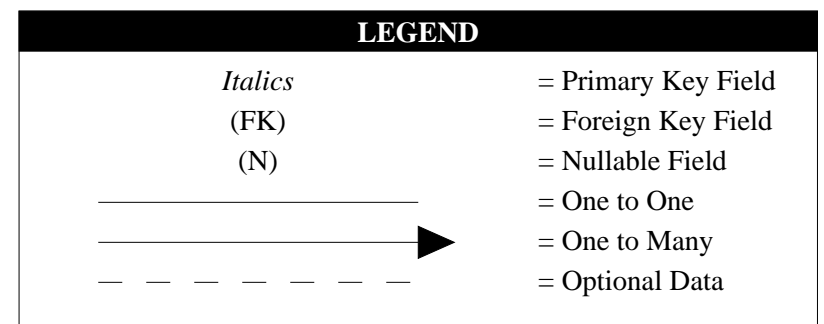 LEGEND
Italics = Primary Key Field
(FK) = Foreign Key Field
(N) = Nullable Field
= One to One
= One to Many
= Optional Data